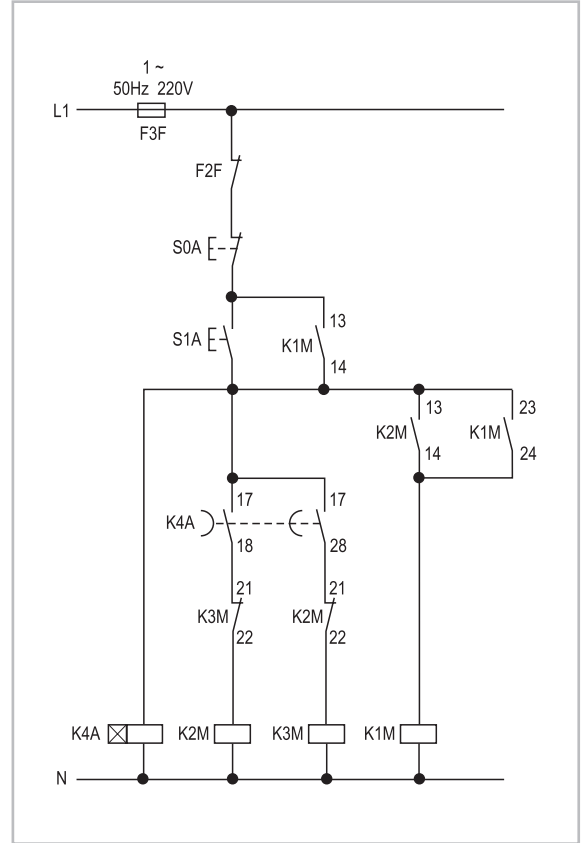 1 ~
50Hz 220V
L1
F3F
F2F
S0A
S1A
K1M
13
14
13
23
K2M
K1M
14
24
17
17
K4A
18
28
21
21
K3M
K2M
22
22
K4A
K2M
K3M
K1M
N